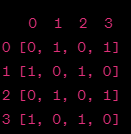 0 1 2 3
0 [0, 1, 0, 1]
1 [1, 0, 1, 0]
2 [0, 1, 0, 1]
3 [1, 0, 1, 0]